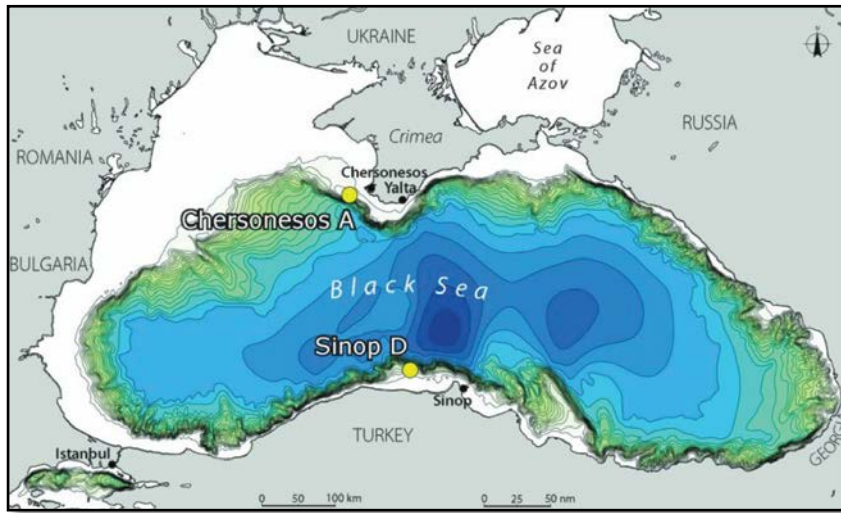 UKRAINE
N
Sea
of
Azov
RUSSIA
Crimea
ROMANIA
Chersonesos
Yalta
Chersonesos A
BULGARIA
Black Sea
Sinop D
Sinop
TURKEY
GEORGIA
Istanbul
0 50 100 km
0 25 50 nm